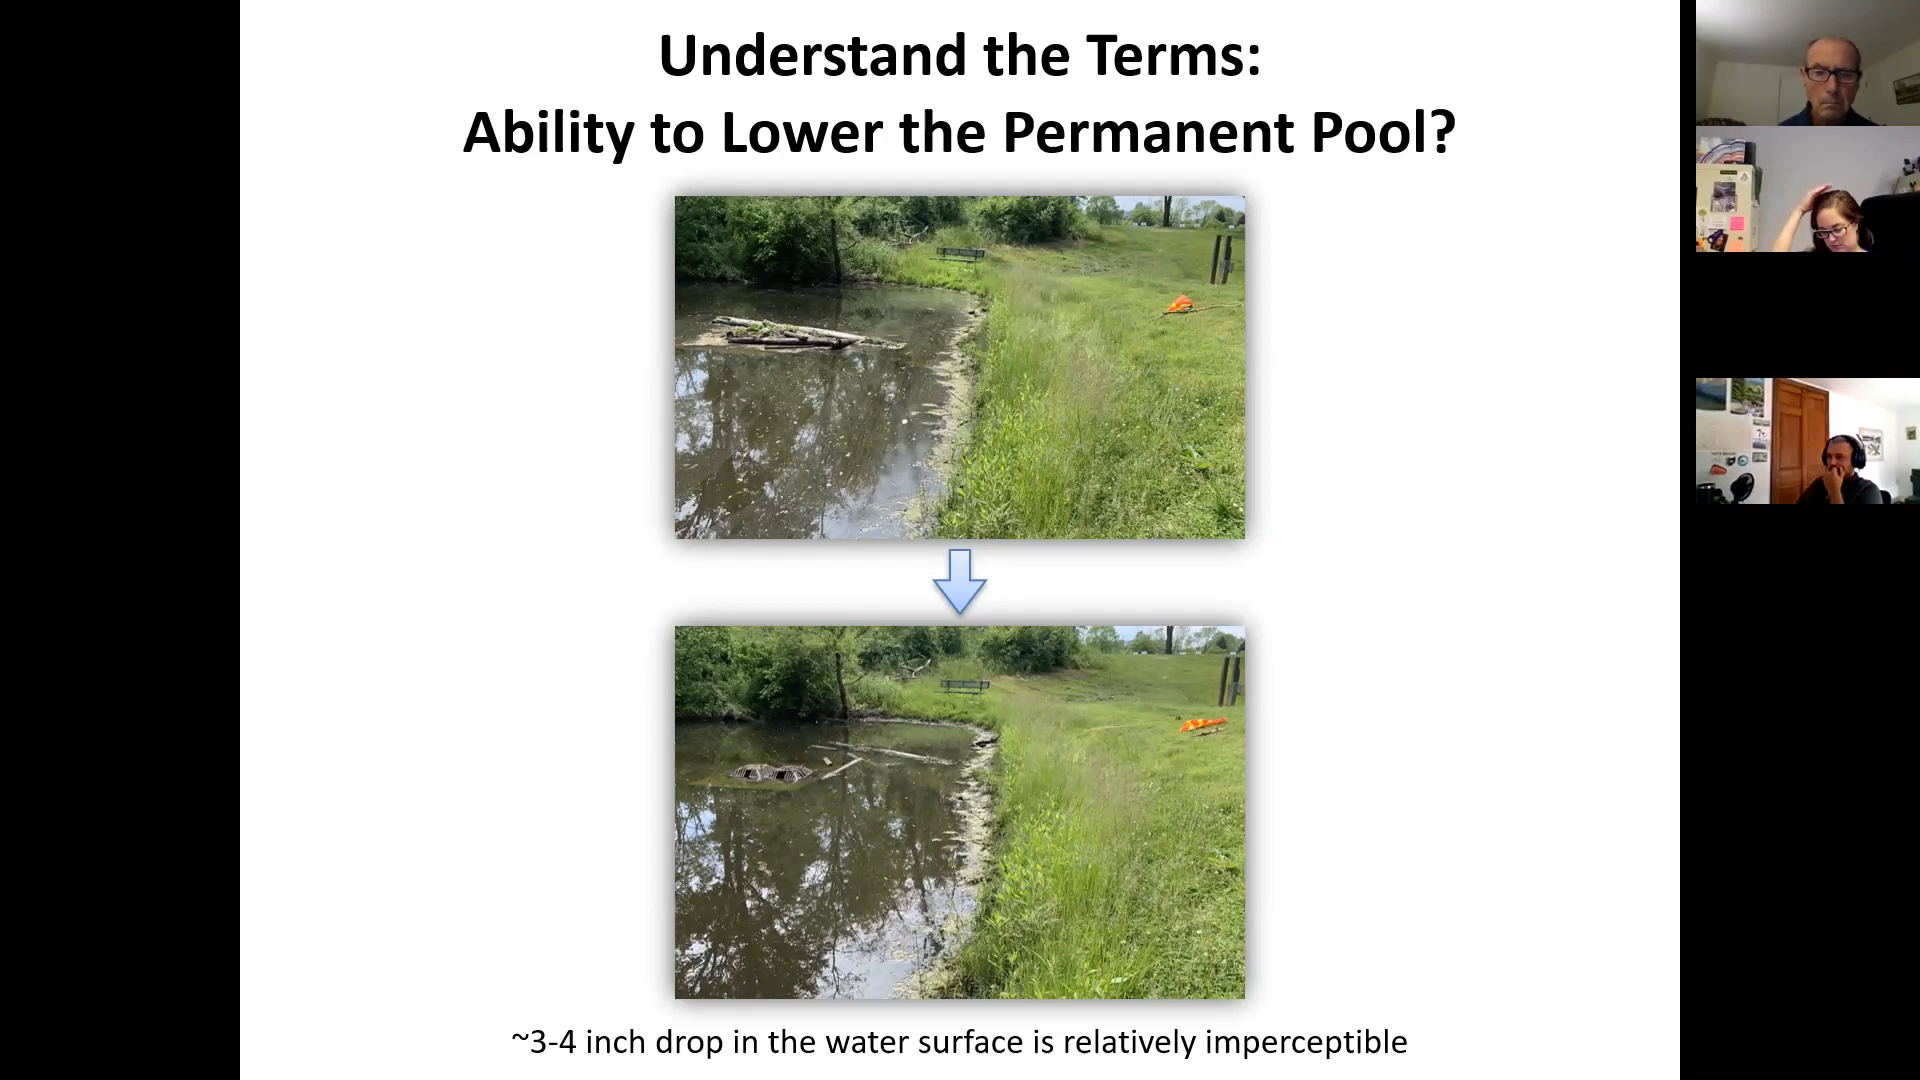 Understand the Terms:
Ability to Lower the Permanent Pool?
~3-4 inch drop in the water surface is relatively imperceptible